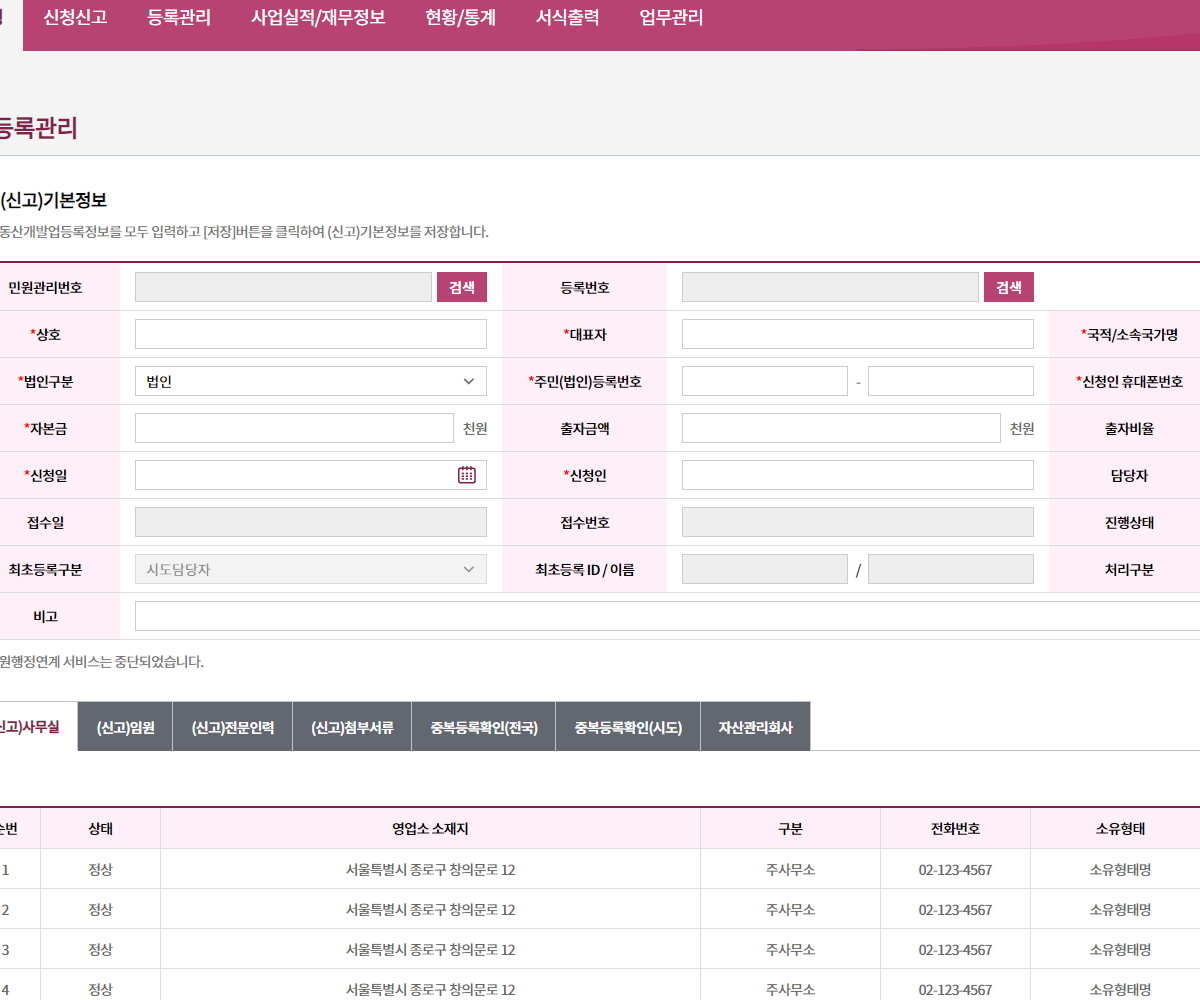 신청신고 등록관리 사업실적/재무정보 현황/통계 서식출력 업무관리
등록관리
(신고)기본정보
동산개발업등록정보를 모두 입력하고 [저장]버튼을 클릭하여 (신고)기본정보를 저장합니다.
민원관리번호 검색 등록번호 검색
*상호 *대표자 *국적/소속국가명
*법인구분 법인 *주민(법인)등록번호 - *신청인 휴대폰번호
*자본금 천원 출자금액 천원 출자비율
*신청일 *신청인 담당자
접수일 접수번호 진행상태
최초등록구분 시도담당자 최초등록 ID / 이름 / 처리구분
비고
원행정연계 서비스는 중단되었습니다.
신고)사무실 (신고)임원 (신고)전문인력 (신고)첨부서류 중복등록확인(전국) 중복등록확인(시도) 자산관리회사
순번 상태 영업소 소재지 구분 전화번호 소유형태
1 정상 서울특별시 종로구 창의문로 12 주사무소 02-123-4567 소유형태명
2 정상 서울특별시 종로구 창의문로 12 주사무소 02-123-4567 소유형태명
3 정상 서울특별시 종로구 창의문로 12 주사무소 02-123-4567 소유형태명
4 정상 서울특별시 종로구 창의문로 12 주사무소 02-123-4567 소유형태명